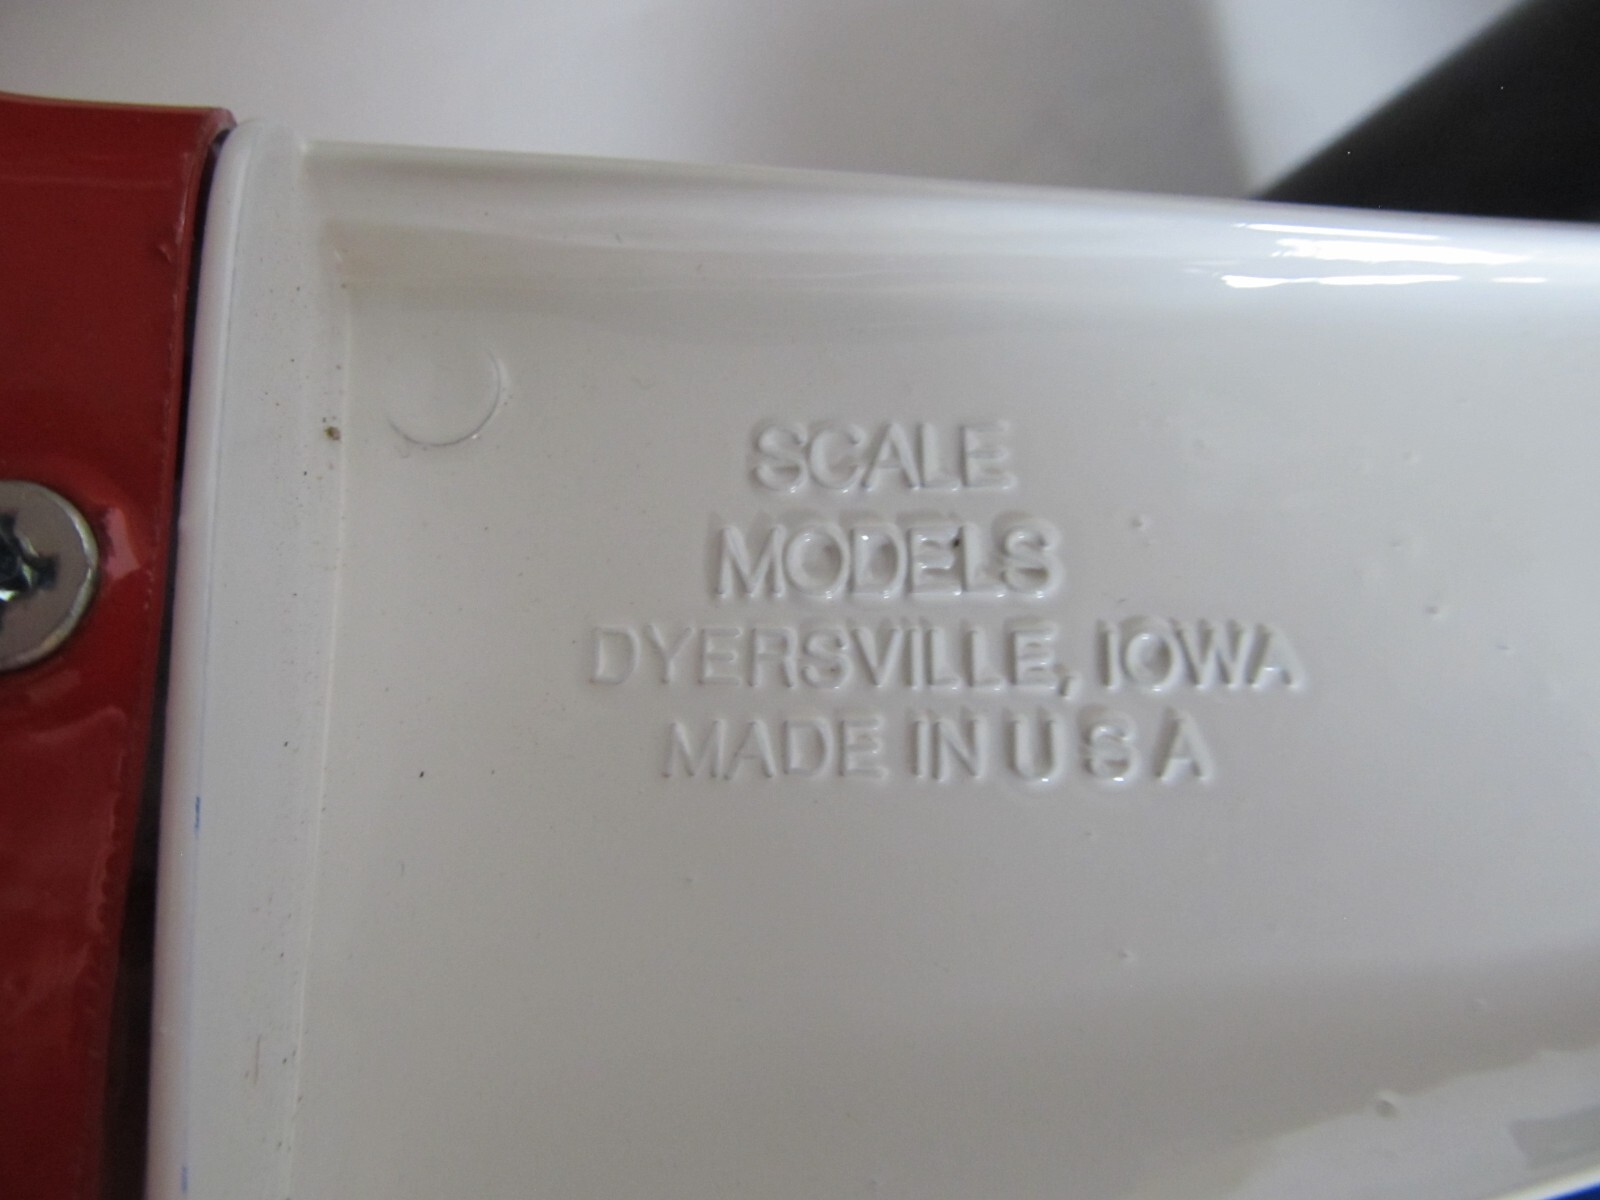 SCALE
MODELS
DYERSVILLE, IOWA
MADE IN U S A